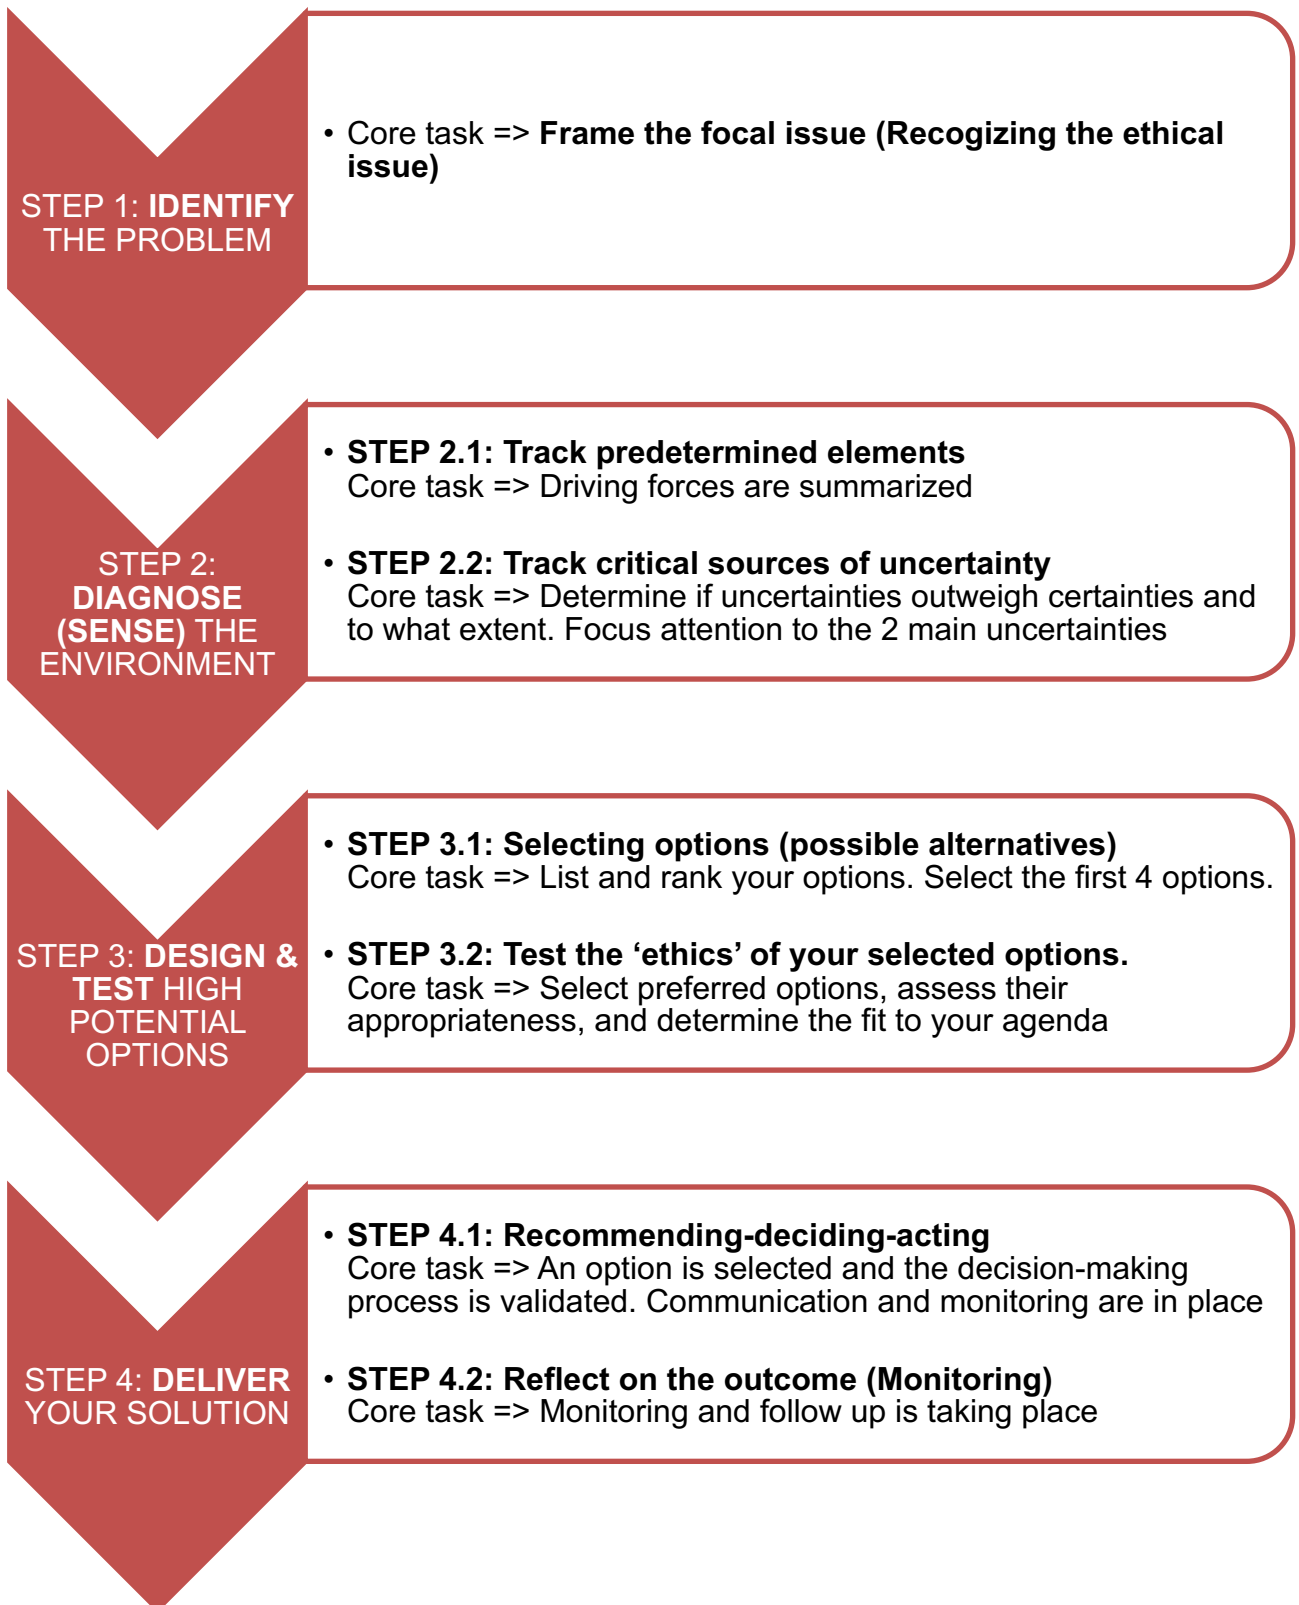 • Core task => Frame the focal issue (Recogizing the ethical
issue)
STEP 1: IDENTIFY
THE PROBLEM
• STEP 2.1: Track predetermined elements
Core task => Driving forces are summarized
• STEP 2.2: Track critical sources of uncertainty
Core task => Determine if uncertainties outweigh certainties and
to what extent. Focus attention to the 2 main uncertainties
STEP 2:
DIAGNOSE
(SENSE) THE
ENVIRONMENT
• STEP 3.1: Selecting options (possible alternatives)
Core task => List and rank your options. Select the first 4 options.
• STEP 3.2: Test the ‘ethics’ of your selected options.
Core task => Select preferred options, assess their
appropriateness, and determine the fit to your agenda
STEP 3: DESIGN &
TEST HIGH
POTENTIAL
OPTIONS
• STEP 4.1: Recommending-deciding-acting
Core task => An option is selected and the decision-making
process is validated. Communication and monitoring are in place
• STEP 4.2: Reflect on the outcome (Monitoring)
Core task => Monitoring and follow up is taking place
STEP 4: DELIVER
YOUR SOLUTION